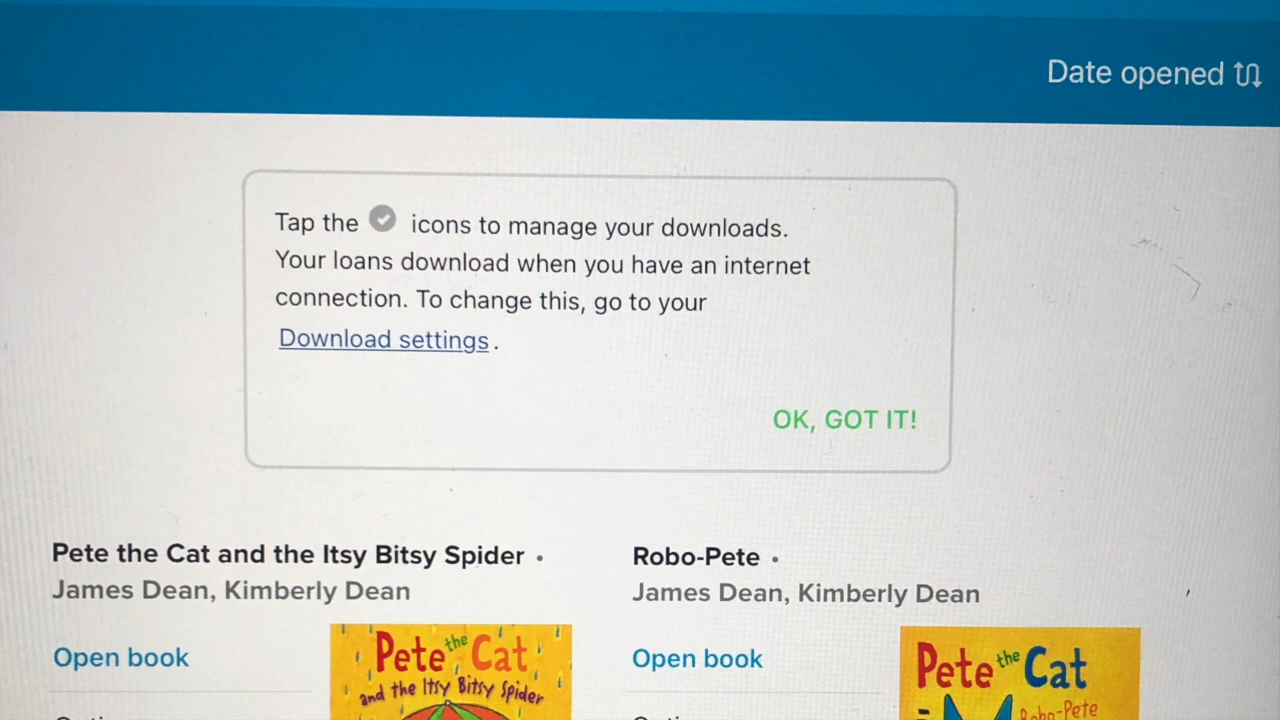 Date opened
Tap the icons to manage your downloads.
Your loans download when you have an internet
connection. To change this, go to your
Download settings.
OK, GOT IT!
Pete the Cat and the Itsy Bitsy Spider •
James Dean, Kimberly Dean
Open book
Pete the Cat
and the Itsy Bitsy Spider
Robo-Pete •
James Dean, Kimberly Dean
Open book
Pete the Cat
Robo-Pete